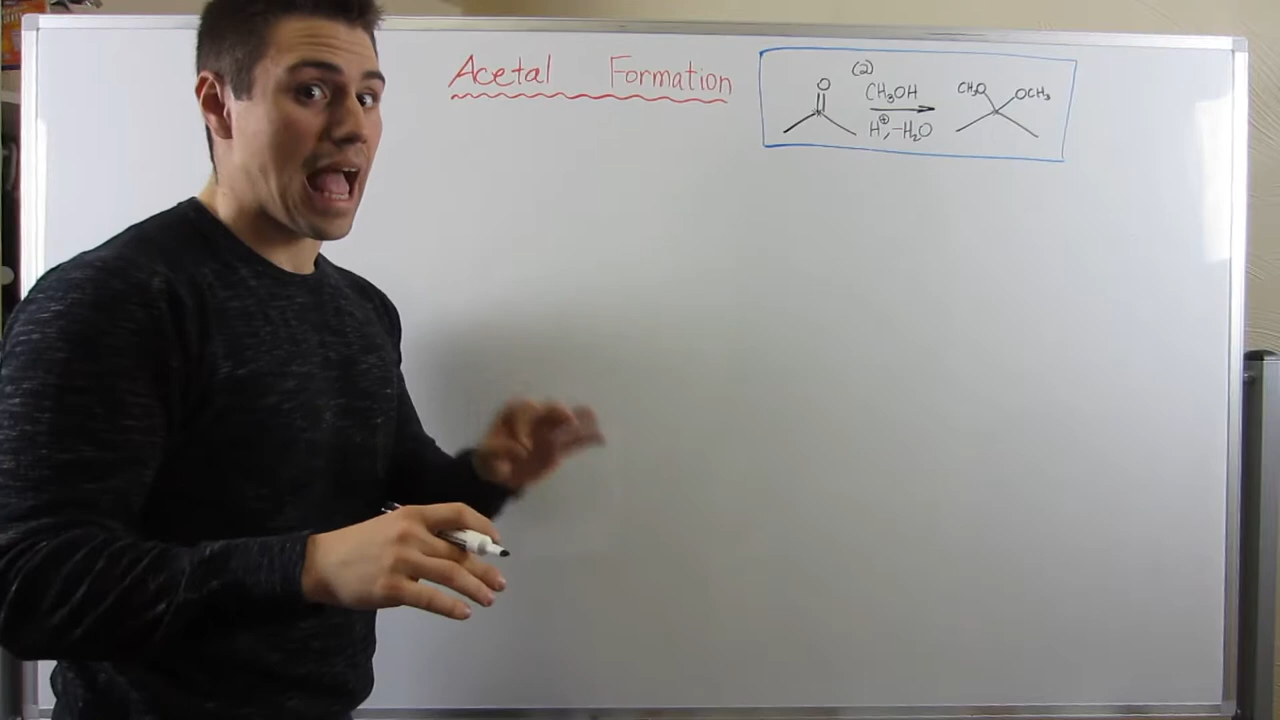 Acetal Formation
(2)
O CH₃OH CH₃O OCH₃
H⊕, -H₂O